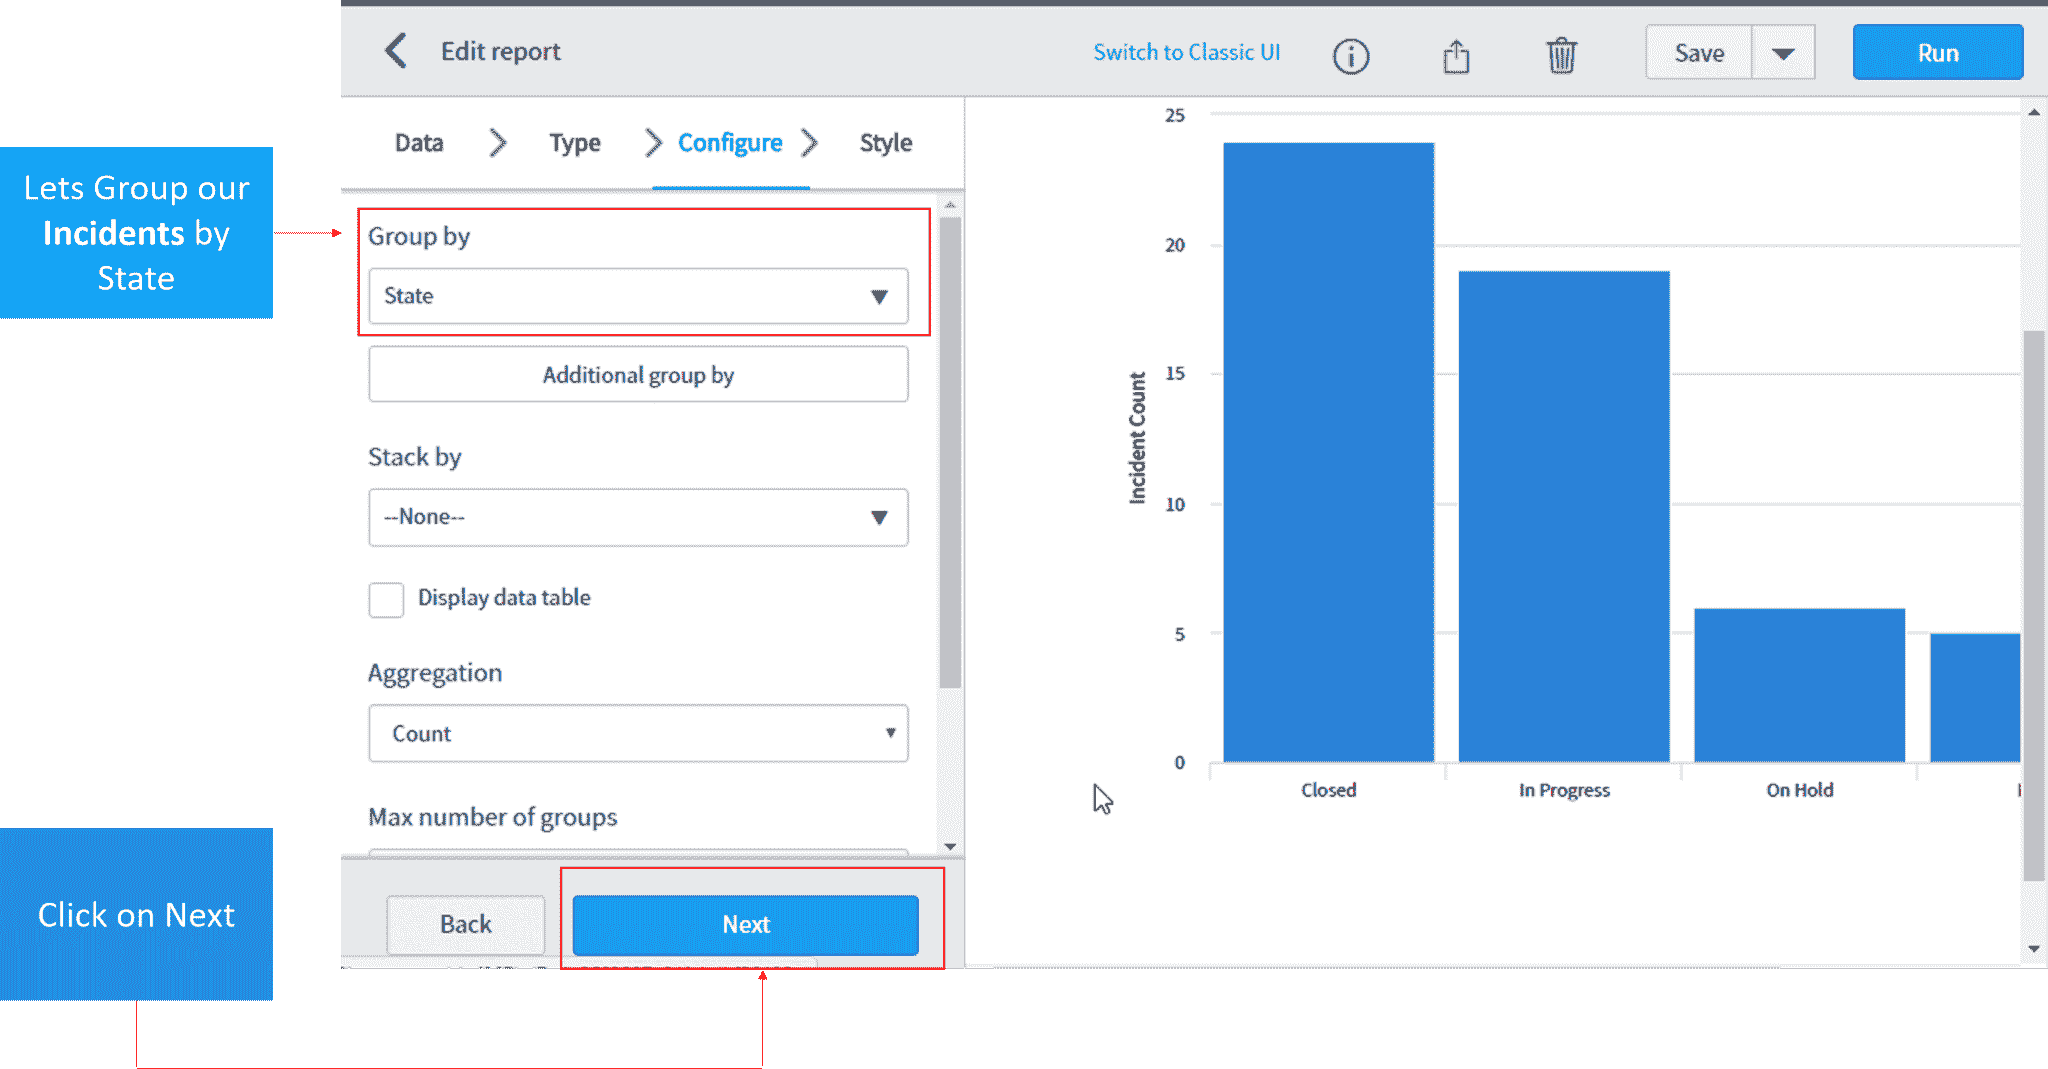 Edit report
Switch to Classic UI
Save
Run
Data
Type
Configure
Style
Lets Group our
Incidents by
State
Group by
State
Additional group by
Stack by
--None--
Display data table
Aggregation
Count
Max number of groups
Back
Next
Click on Next
25
20
15
10
5
0
Incident Count
Closed
In Progress
On Hold